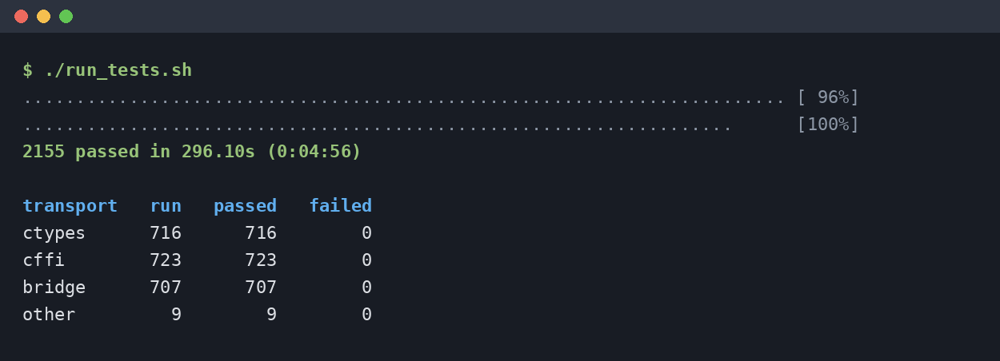 $ ./run_tests.sh
........................................................................ [ 96%]
...................................................................      [100%]
2155 passed in 296.10s (0:04:56)
transport   run   passed   failed
ctypes      716      716        0
cffi        723      723        0
bridge      707      707        0
other         9        9        0